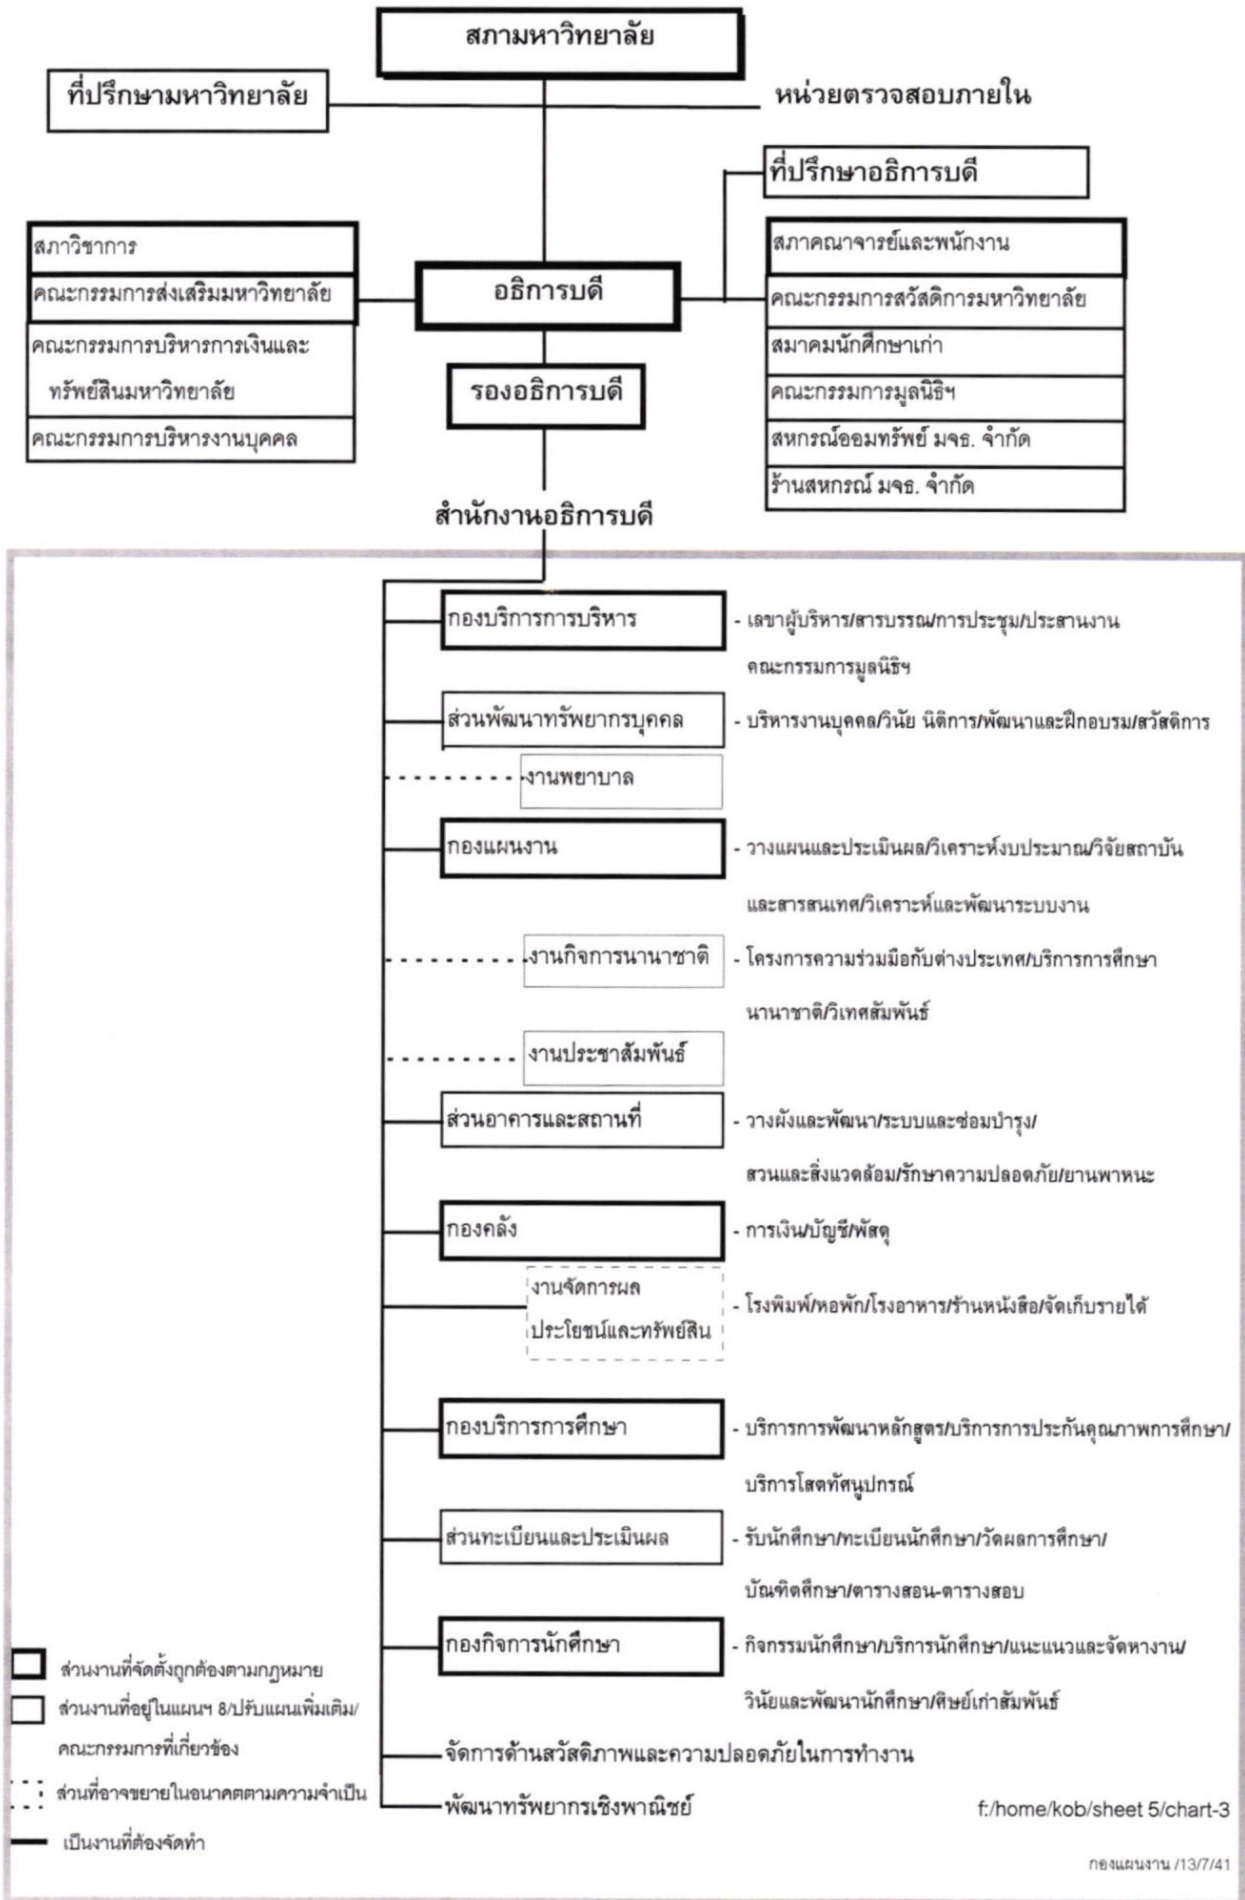 สภามหาวิทยาลัย
ที่ปรึกษามหาวิทยาลัย
หน่วยตรวจสอบภายใน
ที่ปรึกษาอธิการบดี
สภาวิชาการ
คณะกรรมการส่งเสริมมหาวิทยาลัย
คณะกรรมการบริหารการเงินและ
ทรัพย์สินมหาวิทยาลัย
คณะกรรมการบริหารงานบุคคล
อธิการบดี
รองอธิการบดี
สภาคณาจารย์และพนักงาน
คณะกรรมการสวัสดิการมหาวิทยาลัย
สมาคมนักศึกษาเก่า
คณะกรรมการมูลนิธิฯ
สหกรณ์ออมทรัพย์ มจธ. จำกัด
ร้านสหกรณ์ มจธ. จำกัด
สำนักงานอธิการบดี
กองบริการการบริหาร
- เลขาผู้บริหาร/สารบรรณ/การประชุม/ประสานงาน
คณะกรรมการมูลนิธิฯ
ส่วนพัฒนาทรัพยากรบุคคล
- บริหารงานบุคคล/วินัย นิติการ/พัฒนาและฝึกอบรม/สวัสดิการ
งานพยาบาล
กองแผนงาน
- วางแผนและประเมินผล/วิเคราะห์งบประมาณ/วิจัยสถาบัน
และสารสนเทศ/วิเคราะห์และพัฒนาระบบงาน
งานกิจการนานาชาติ
- โครงการความร่วมมือกับต่างประเทศ/บริการการศึกษา
นานาชาติ/วิเทศสัมพันธ์
งานประชาสัมพันธ์
ส่วนอาคารและสถานที่
- วางผังและพัฒนา/ระบบและซ่อมบำรุง/
สวนและสิ่งแวดล้อม/รักษาความปลอดภัย/ยานพาหนะ
กองคลัง
- การเงิน/บัญชี/พัสดุ
งานจัดการผล
ประโยชน์และทรัพย์สิน
- โรงพิมพ์/หอพัก/โรงอาหาร/ร้านหนังสือ/จัดเก็บรายได้
กองบริการการศึกษา
- บริการการพัฒนาหลักสูตร/บริการการประกันคุณภาพการศึกษา/
บริการโสตทัศนูปกรณ์
ส่วนทะเบียนและประเมินผล
- รับนักศึกษา/ทะเบียนนักศึกษา/วัดผลการศึกษา/
บัณฑิตศึกษา/ตารางสอน-ตารางสอบ
กองกิจการนักศึกษา
- กิจกรรมนักศึกษา/บริการนักศึกษา/แนะแนวและจัดหางาน/
วินัยและพัฒนานักศึกษา/ศิษย์เก่าสัมพันธ์
จัดการด้านสวัสดิภาพและความปลอดภัยในการทำงาน
พัฒนาทรัพยากรเชิงพาณิชย์
ส่วนงานที่จัดตั้งถูกต้องตามกฎหมาย
ส่วนงานที่อยู่ในแผนฯ 8/ปรับแผนเพิ่มเติม/
คณะกรรมการที่เกี่ยวข้อง
ส่วนที่อาจขยายในอนาคตตามความจำเป็น
เป็นงานที่ต้องจัดทำ
f:/home/kob/sheet 5/chart-3
กองแผนงาน /13/7/41